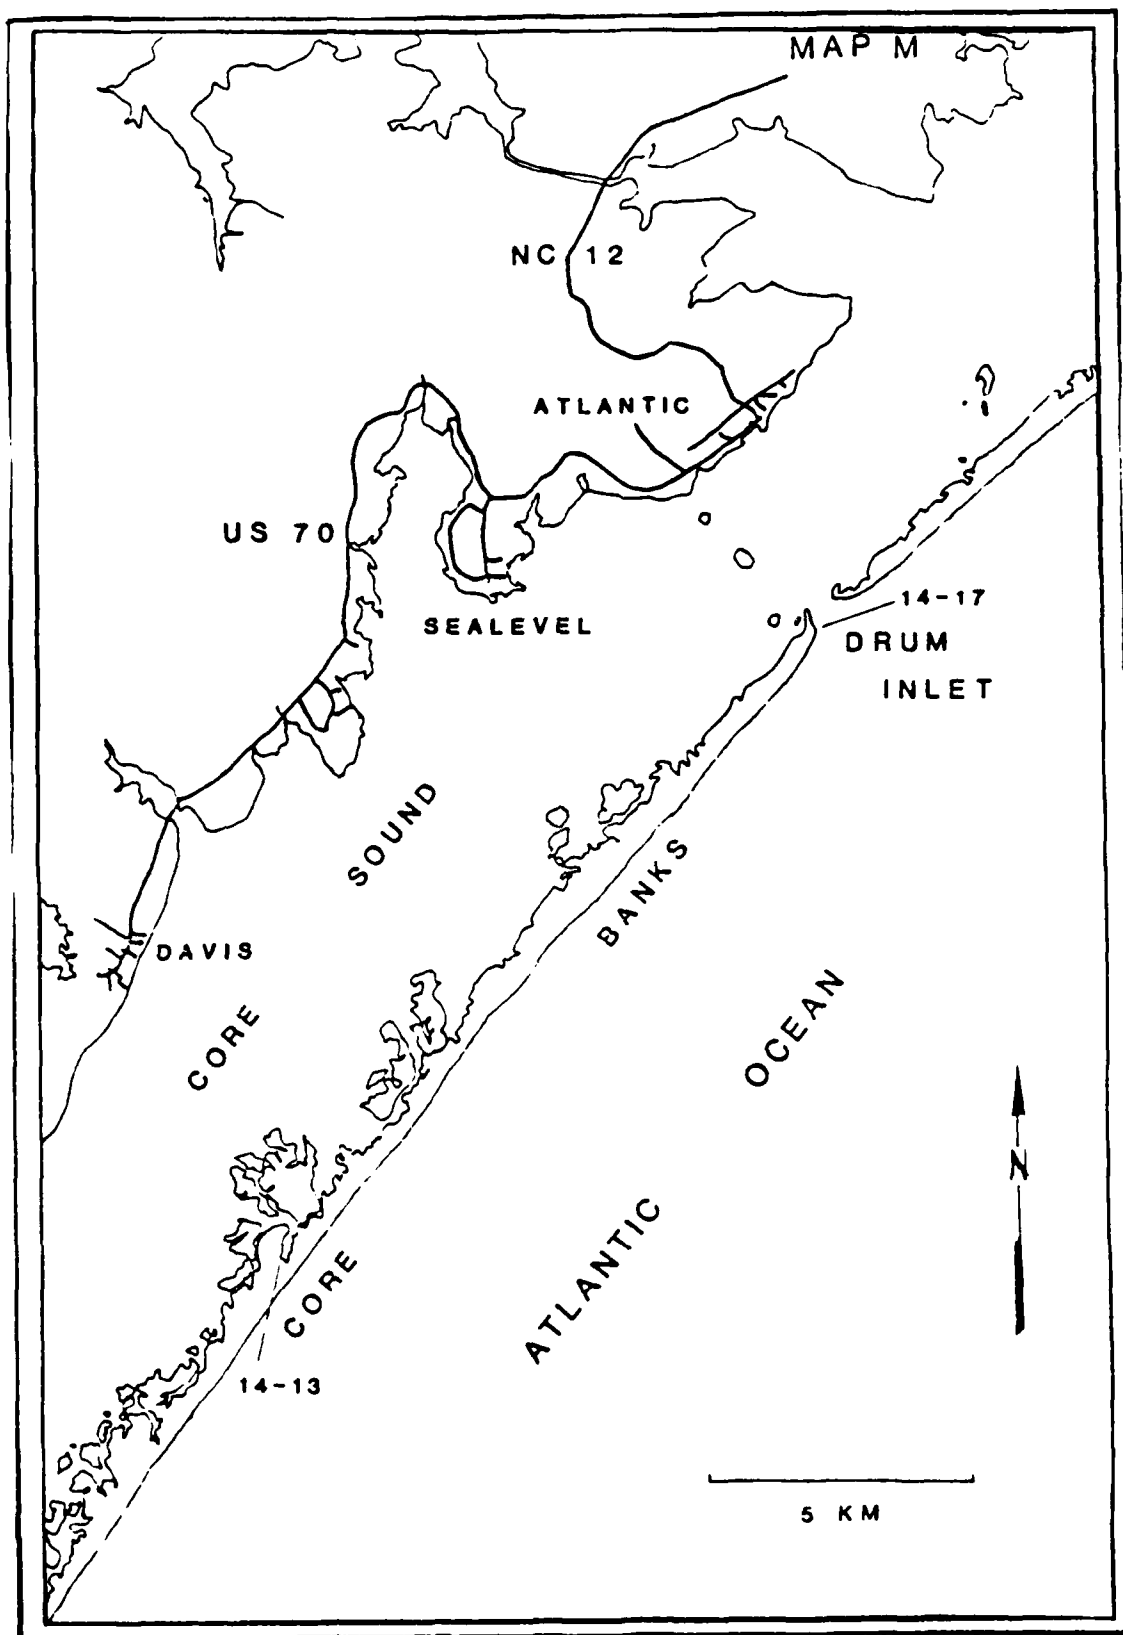 MAP M
NC 12
ATLANTIC
US 70
14-17
SEALEVEL
DRUM
INLET
SOUND
BANKS
DAVIS
OCEAN
CORE
N
ATLANTIC
CORE
14-13
5 KM